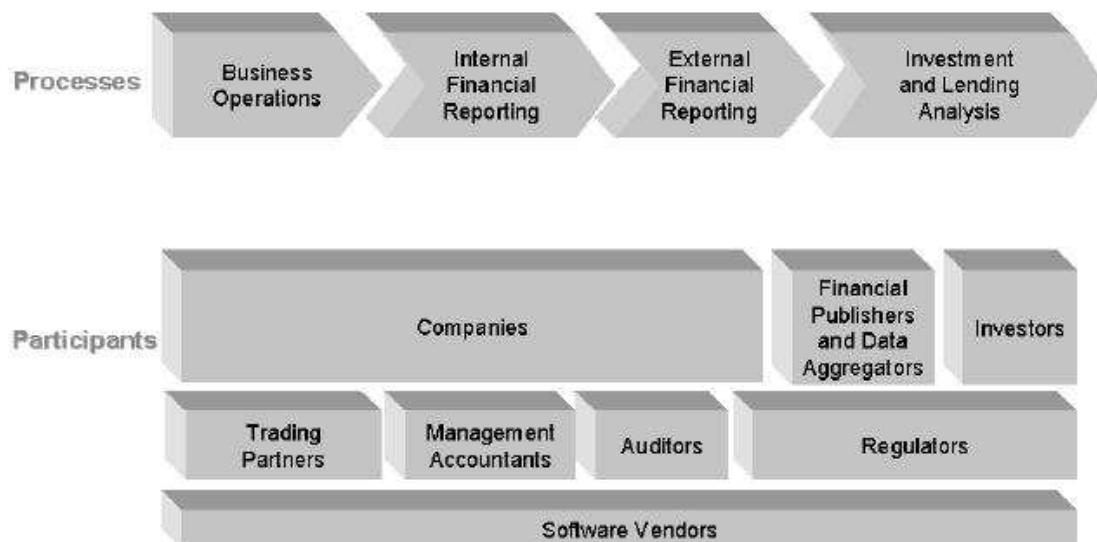 Processes
Business
Operations
Internal
Financial
Reporting
External
Financial
Reporting
Investment
and Lending
Analysis
Participants
Companies
Financial
Publishers
and Data
Aggregators
Investors
Trading
Partners
Management
Accountants
Auditors
Regulators
Software Vendors